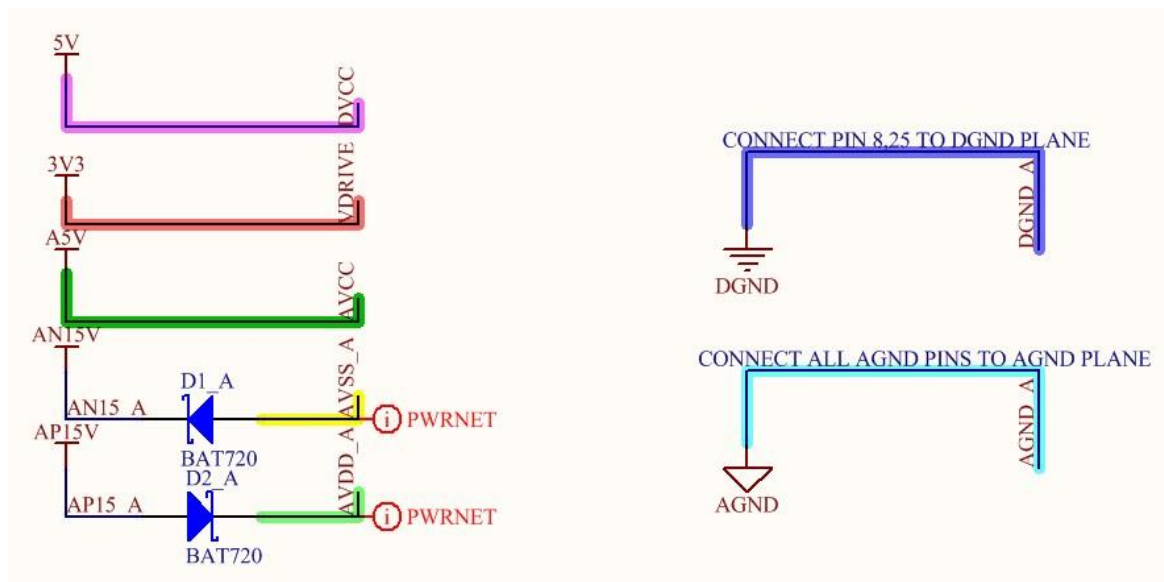 5V
DVCC
3V3
VDRIVE
A5V
AVCC
AN15V
AVSS_A
D1_A
AN15_A
i PWRNET
BAT720
AP15V
AVDD_A
D2_A
AP15_A
i PWRNET
BAT720
CONNECT PIN 8,25 TO DGND PLANE
DGND_A
DGND
CONNECT ALL AGND PINS TO AGND PLANE
AGND_A
AGND